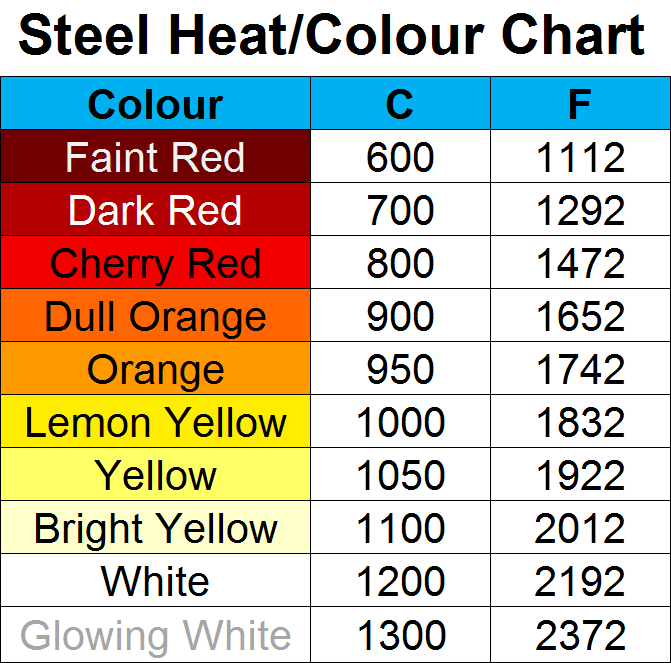 Steel Heat/Colour Chart
Colour C F
Faint Red 600 1112
Dark Red 700 1292
Cherry Red 800 1472
Dull Orange 900 1652
Orange 950 1742
Lemon Yellow 1000 1832
Yellow 1050 1922
Bright Yellow 1100 2012
White 1200 2192
Glowing White 1300 2372